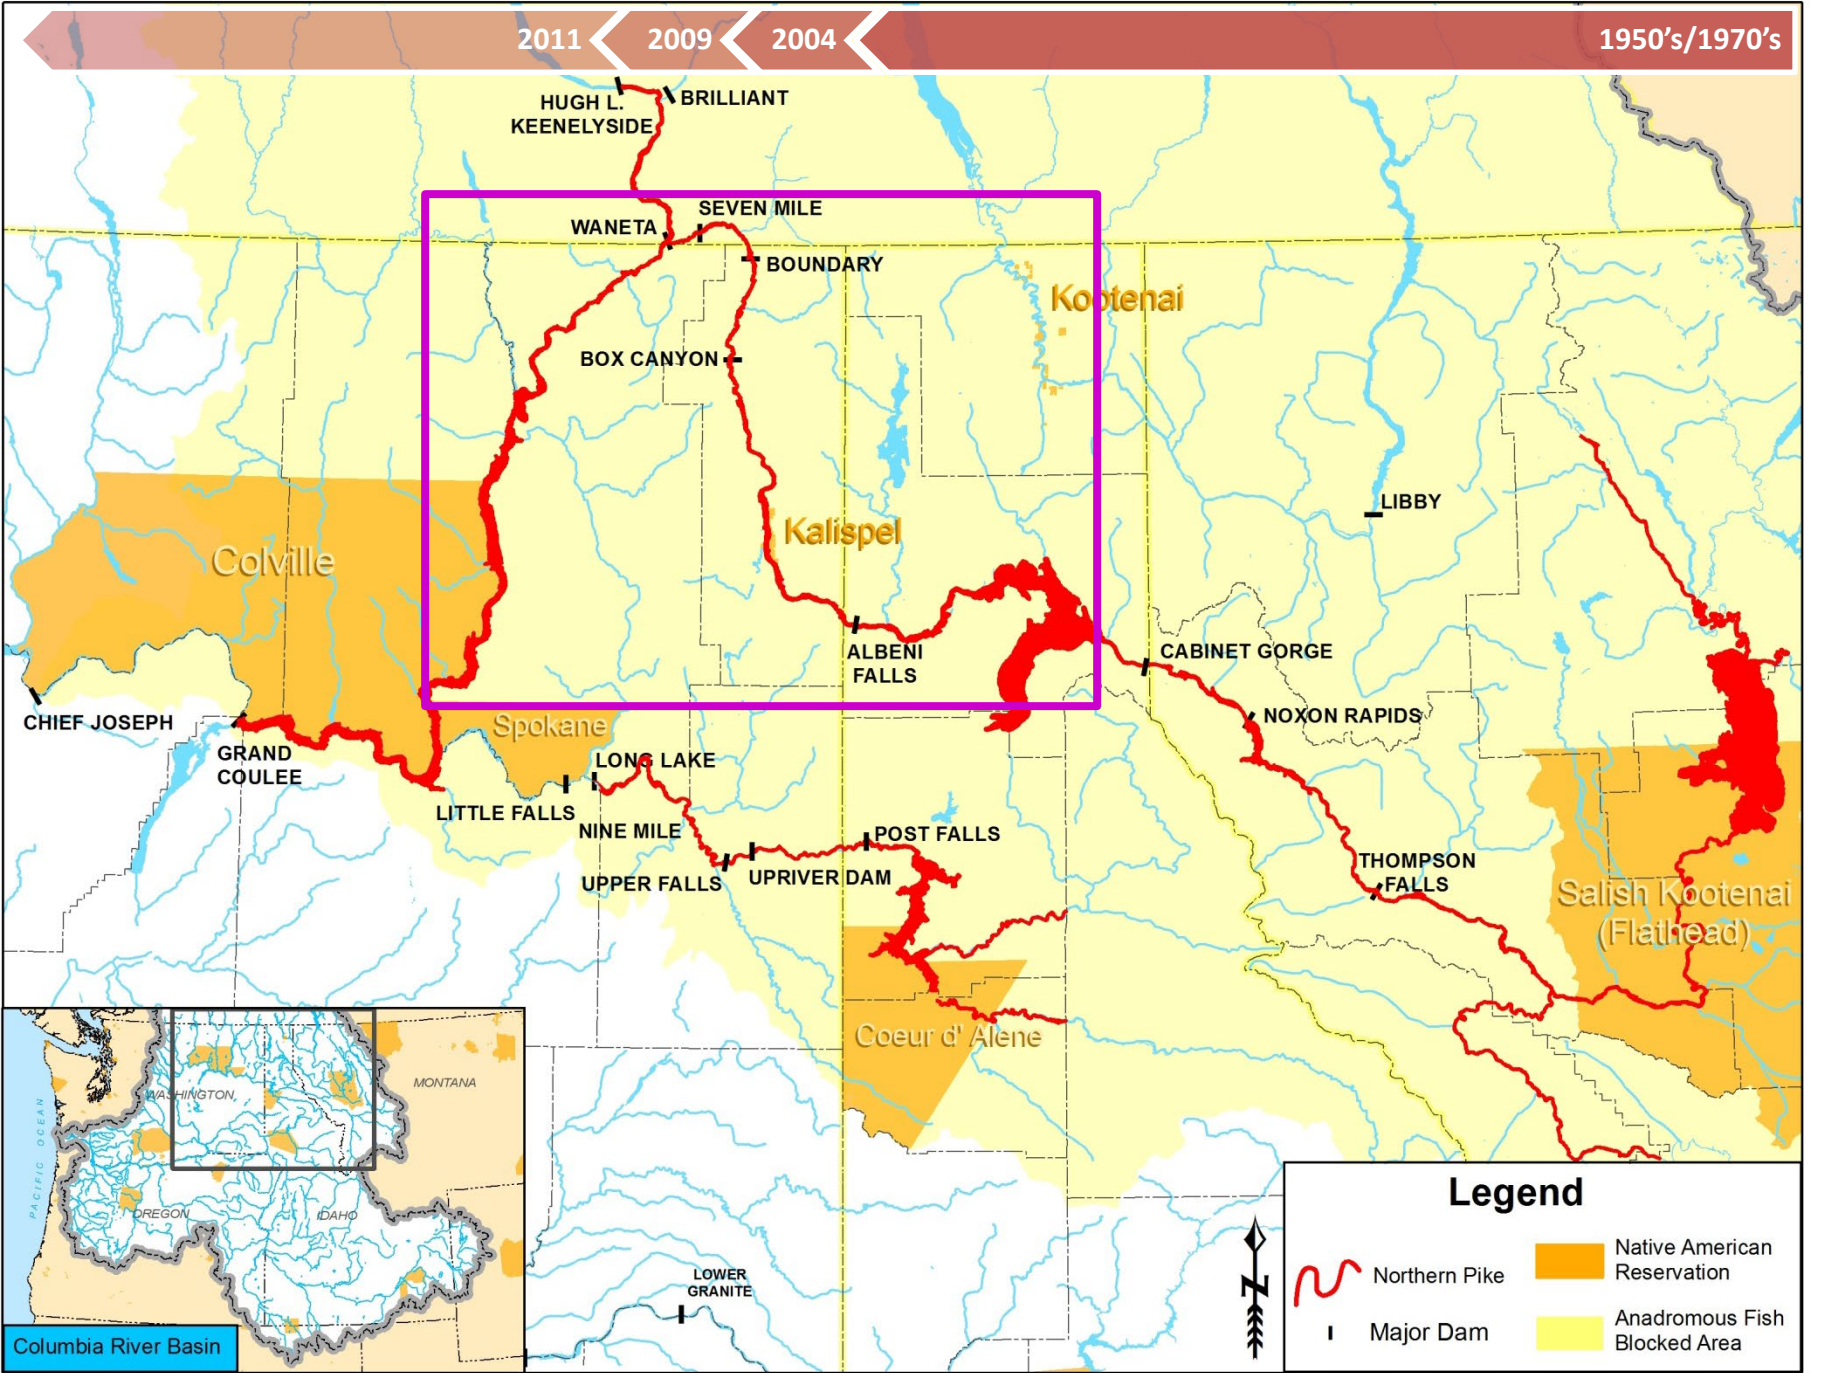 2011
2009
2004
1950's/1970's
HUGH L.
KEENELYSIDE
BRILLIANT
SEVEN MILE
WANETA
BOUNDARY
Kootenai
BOX CANYON
LIBBY
Kalispel
Colville
ALBENI
FALLS
CABINET GORGE
CHIEF JOSEPH
GRAND
COULEE
Spokane
NOXON RAPIDS
LONG LAKE
LITTLE FALLS
NINE MILE
POST FALLS
UPPER FALLS
UPRIVER DAM
THOMPSON
FALLS
Salish Kootenai
(Flathead)
Coeur d' Alene
MONTANA
WASHINGTON
PACIFIC OCEAN
OREGON
IDAHO
Columbia River Basin
LOWER
GRANITE
N
Legend
Northern Pike
Major Dam
Native American
Reservation
Anadromous Fish
Blocked Area